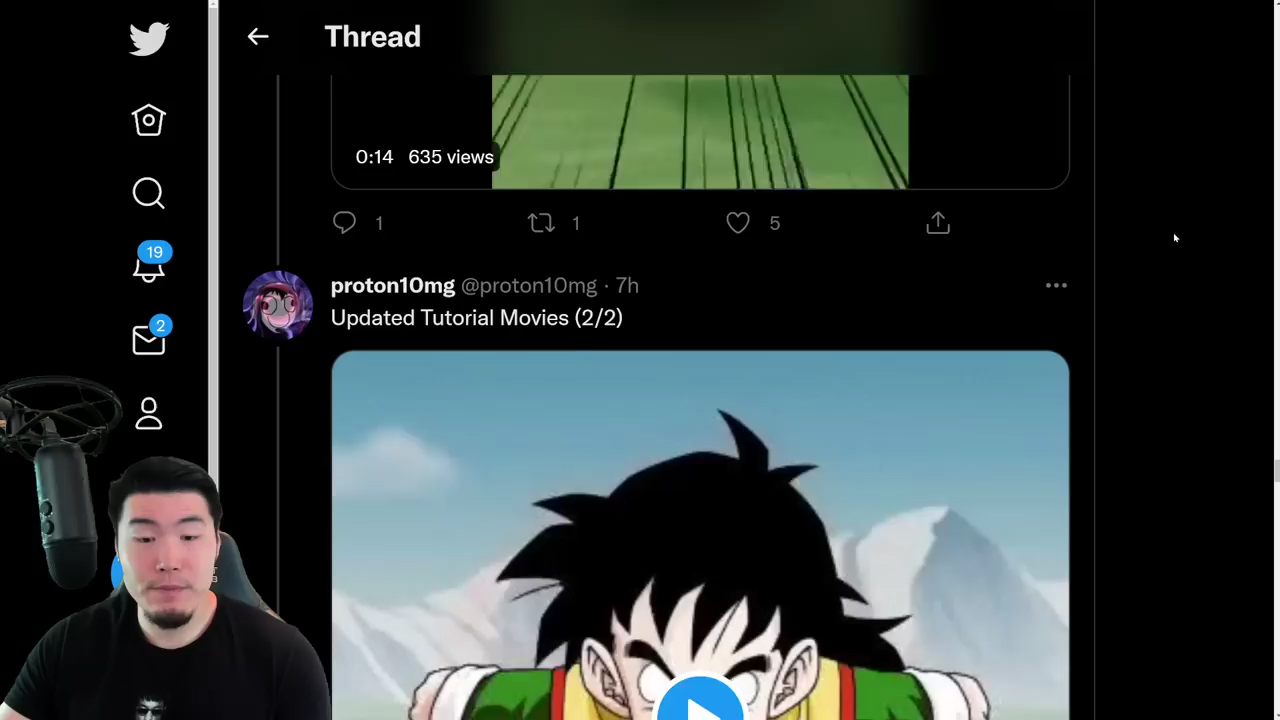 Thread
0:14 635 views
1 1 5
19
proton10mg @proton10mg · 7h
Updated Tutorial Movies (2/2)
2